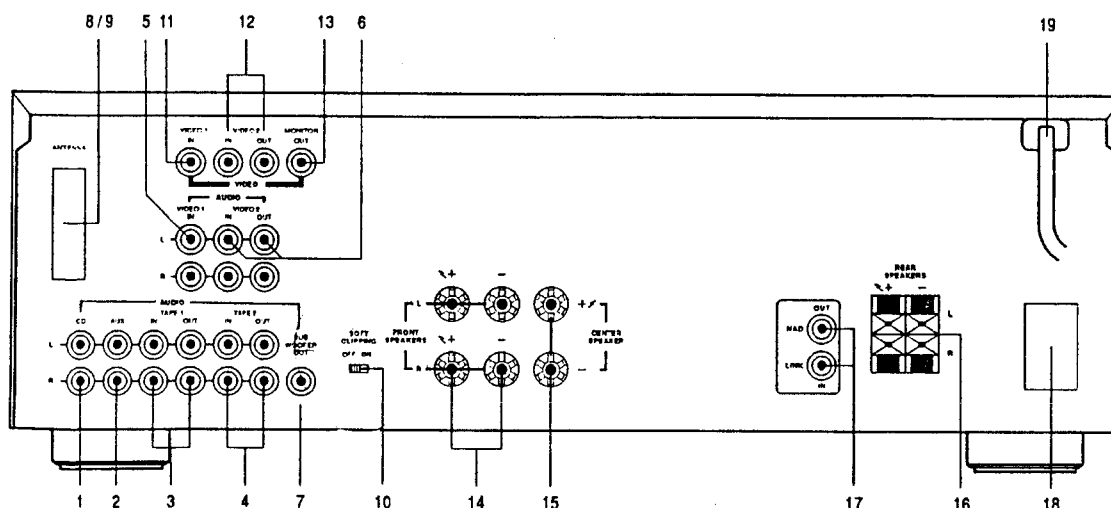 8 / 9 5 11 12 13 6 19
VIDEO 1 VIDEO 2 MONITOR
IN IN OUT OUT
ANTENNA
VIDEO
AUDIO
VIDEO 1 VIDEO 2
IN IN OUT
L
R
AUDIO
CD AUX TAPE 1 TAPE 2
IN OUT IN OUT
SUB
WOOFER
OUT
L
R
SOFT
CLIPPING
OFF ON
+ −
L
FRONT
SPEAKERS
+ −
R
+
CENTER
SPEAKER
−
OUT
NAD
LINK
IN
REAR
SPEAKERS
+ −
L
R
1 2 3 4 7 10 14 15 17 16 18